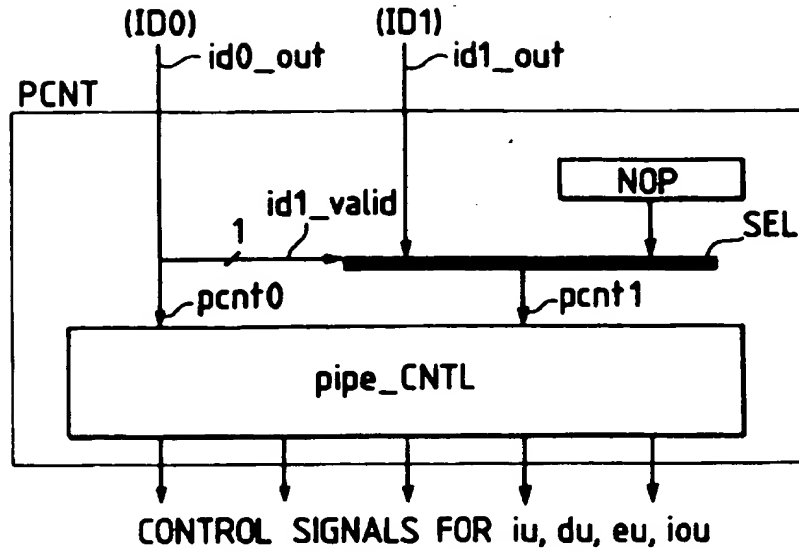 (ID0) (ID1)
id0_out id1_out
PCNT
NOP
id1_valid
1
SEL
pcnt0 pcnt1
pipe_CNTL
CONTROL SIGNALS FOR iu, du, eu, iou